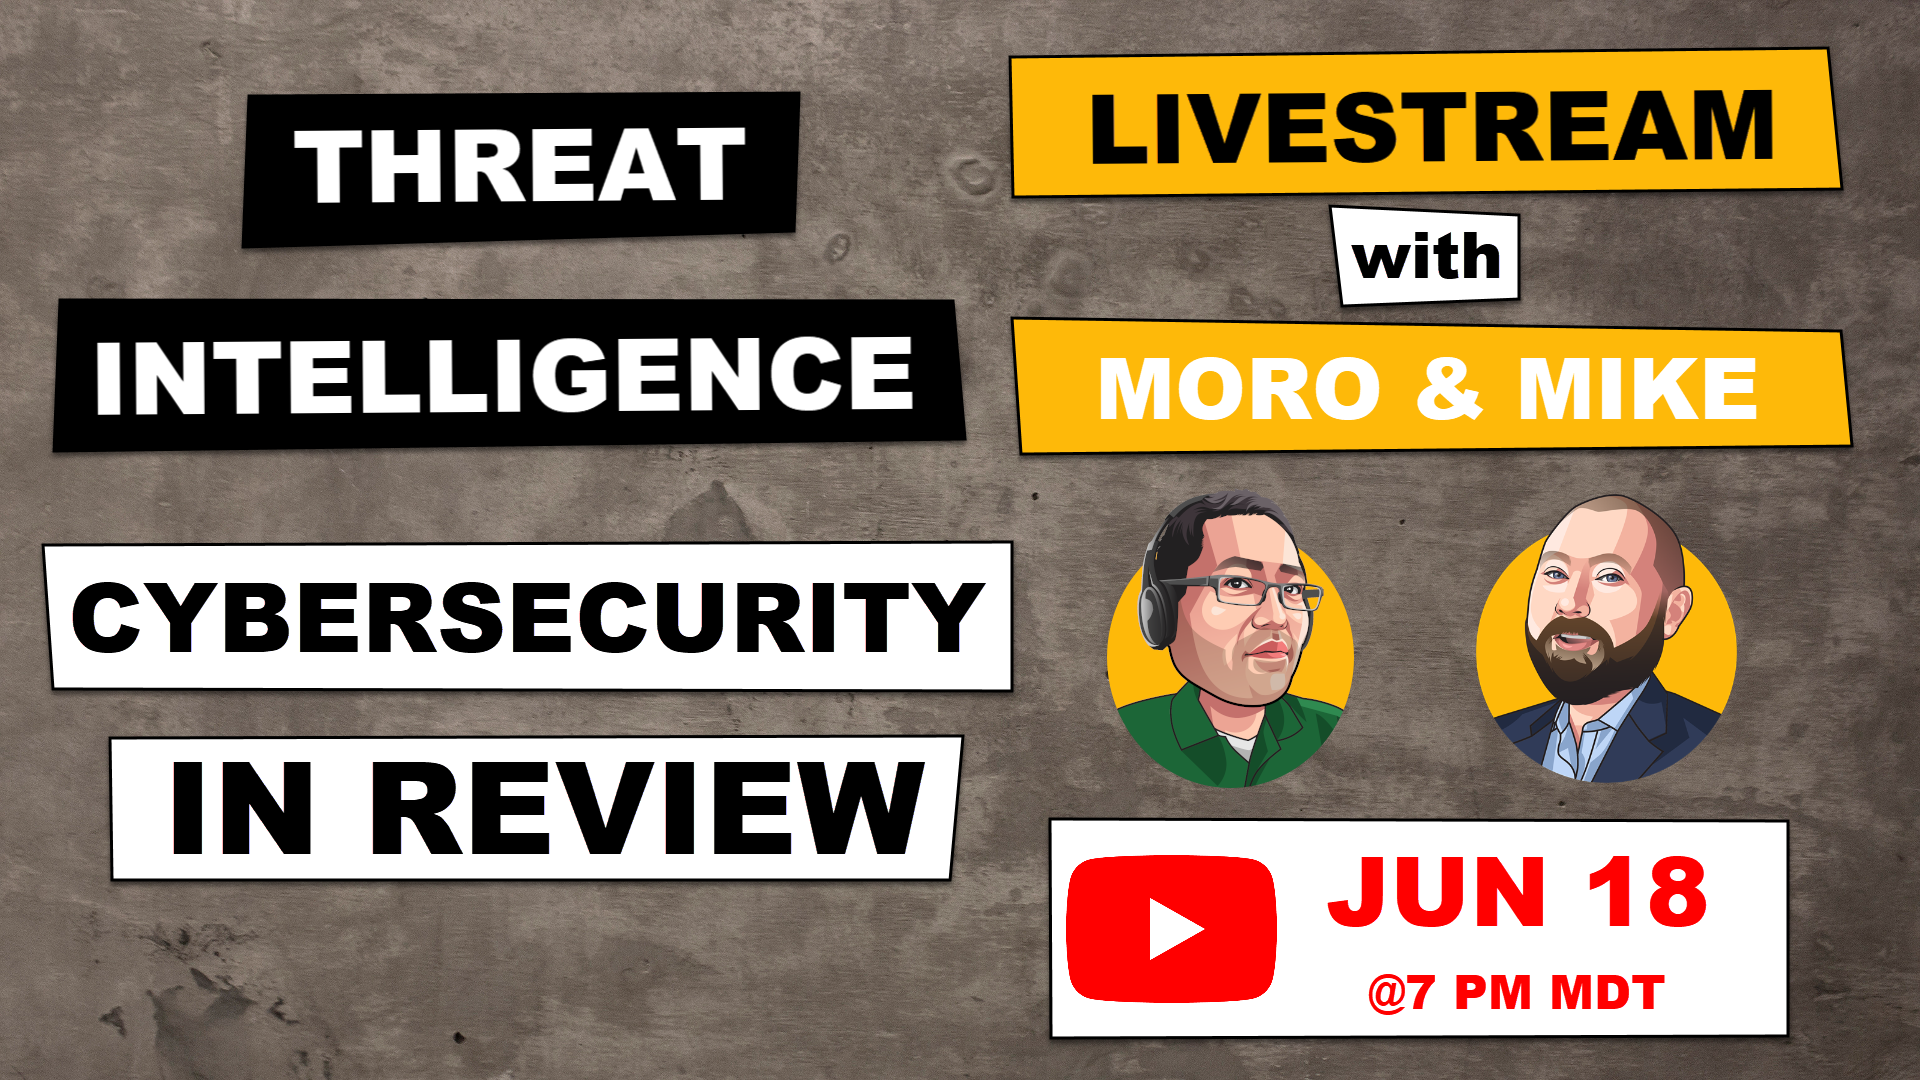 THREAT
INTELLIGENCE
CYBERSECURITY
IN REVIEW
LIVESTREAM
with
MORO & MIKE
JUN 18
@7 PM MDT